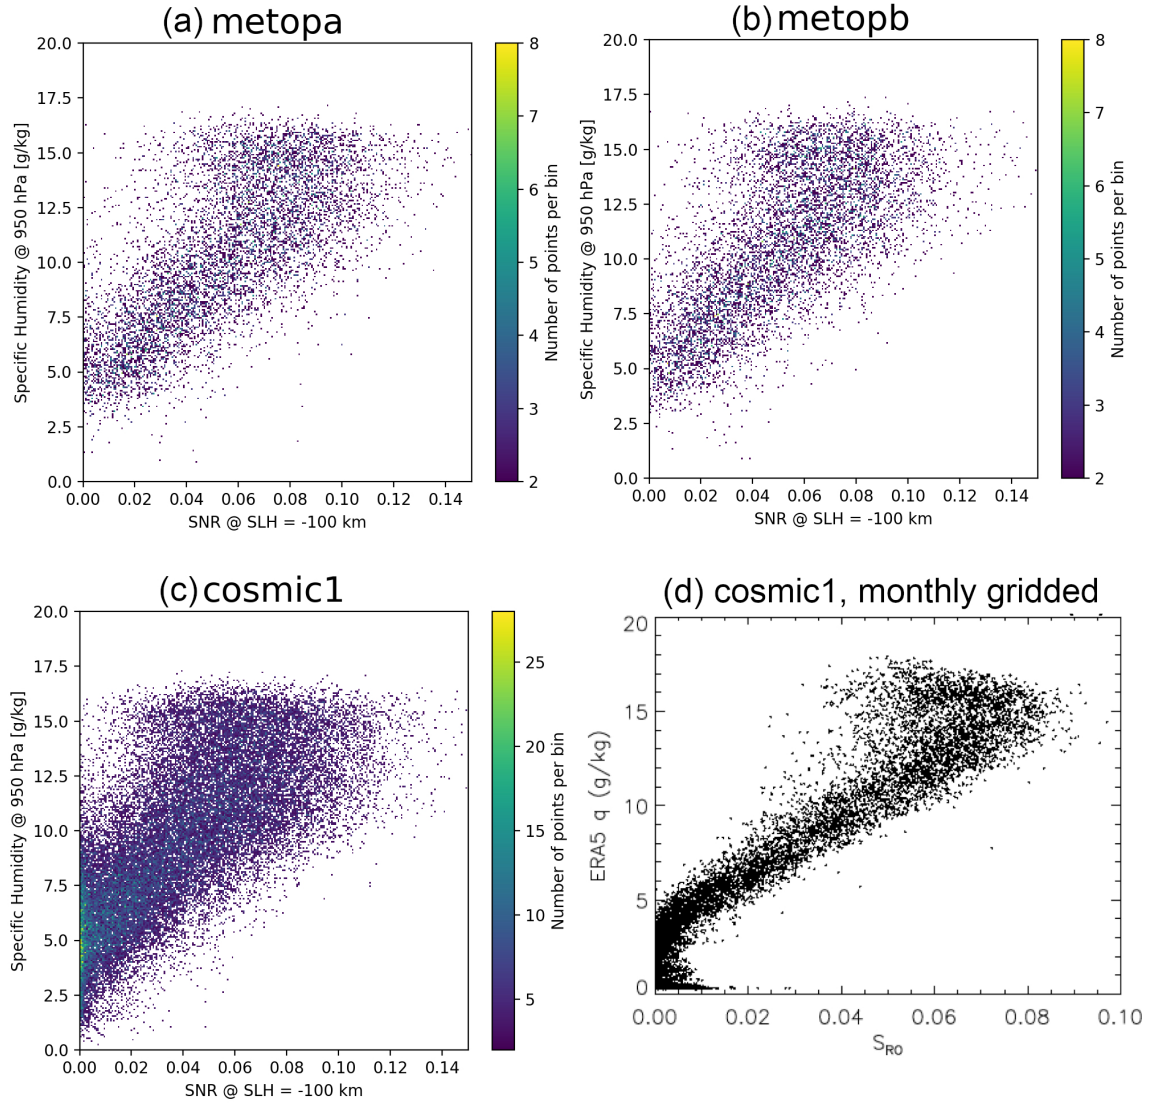 (a) metopa
20.0
17.5
15.0
12.5
10.0
7.5
5.0
2.5
0.0
Specific Humidity @ 950 hPa [g/kg]
0.00 0.02 0.04 0.06 0.08 0.10 0.12 0.14
SNR @ SLH = -100 km
8
7
6
5
4
3
2
Number of points per bin
(b) metopb
20.0
17.5
15.0
12.5
10.0
7.5
5.0
2.5
0.0
Specific Humidity @ 950 hPa [g/kg]
0.00 0.02 0.04 0.06 0.08 0.10 0.12 0.14
SNR @ SLH = -100 km
8
7
6
5
4
3
2
Number of points per bin
(c) cosmic1
20.0
17.5
15.0
12.5
10.0
7.5
5.0
2.5
0.0
Specific Humidity @ 950 hPa [g/kg]
0.00 0.02 0.04 0.06 0.08 0.10 0.12 0.14
SNR @ SLH = -100 km
25
20
15
10
5
Number of points per bin
(d) cosmic1, monthly gridded
20
15
10
5
0
ERA5 q (g/kg)
0.00 0.02 0.04 0.06 0.08 0.10
S_RO